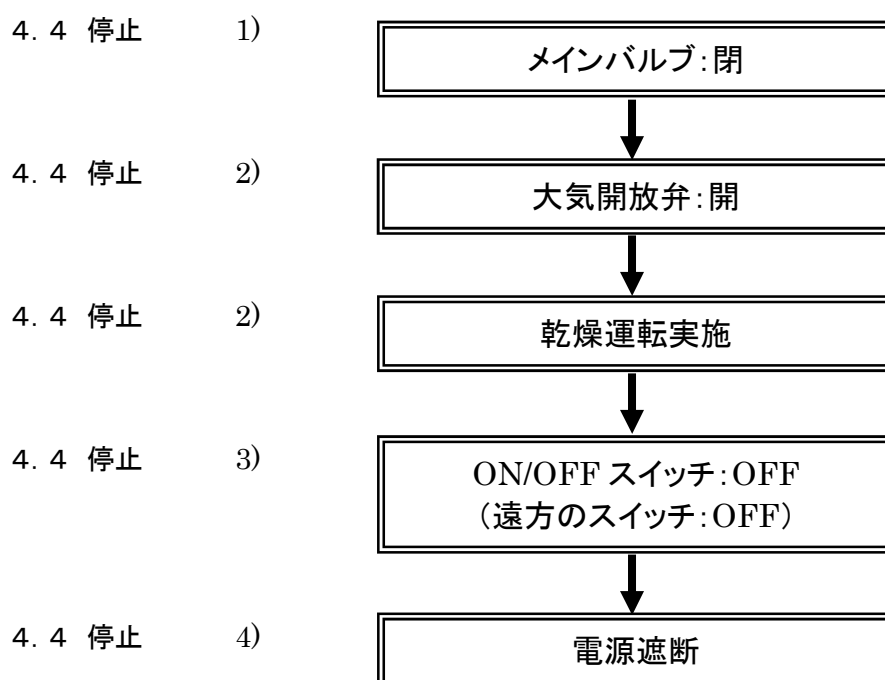 ４．４ 停止 1)
メインバルブ：閉
４．４ 停止 2)
大気開放弁：開
４．４ 停止 2)
乾燥運転実施
４．４ 停止 3)
ON/OFF スイッチ：OFF
（遠方のスイッチ：OFF）
４．４ 停止 4)
電源遮断